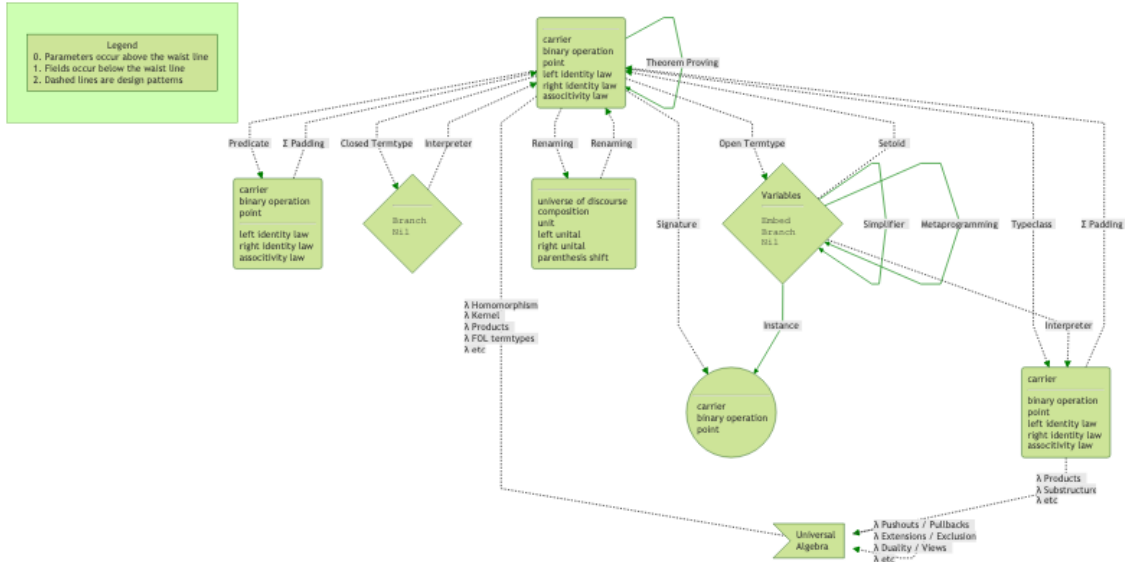 Legend
0. Parameters occur above the waist line
1. Fields occur below the waist line
2. Dashed lines are design patterns
carrier
binary operation
point
left identity law
right identity law
associtivity law
Theorem Proving
Predicate
Σ Padding
Closed Termtype
Interpreter
Renaming
Renaming
Open Termtype
Setoid
carrier
binary operation
point
left identity law
right identity law
associtivity law
Branch
Nil
universe of discourse
composition
unit
left unital
right unital
parenthesis shift
Variables
Embed
Branch
Nil
Signature
Simplifier
Metaprogramming
Typeclass
Σ Padding
λ Homomorphism
λ Kernel
λ Products
λ FOL termtypes
λ etc
Instance
Interpreter
carrier
binary operation
point
carrier
binary operation
point
left identity law
right identity law
associtivity law
λ Products
λ Substructure
λ etc
Universal
Algebra
λ Pushouts / Pullbacks
λ Extensions / Exclusion
λ Duality / Views
λ etc